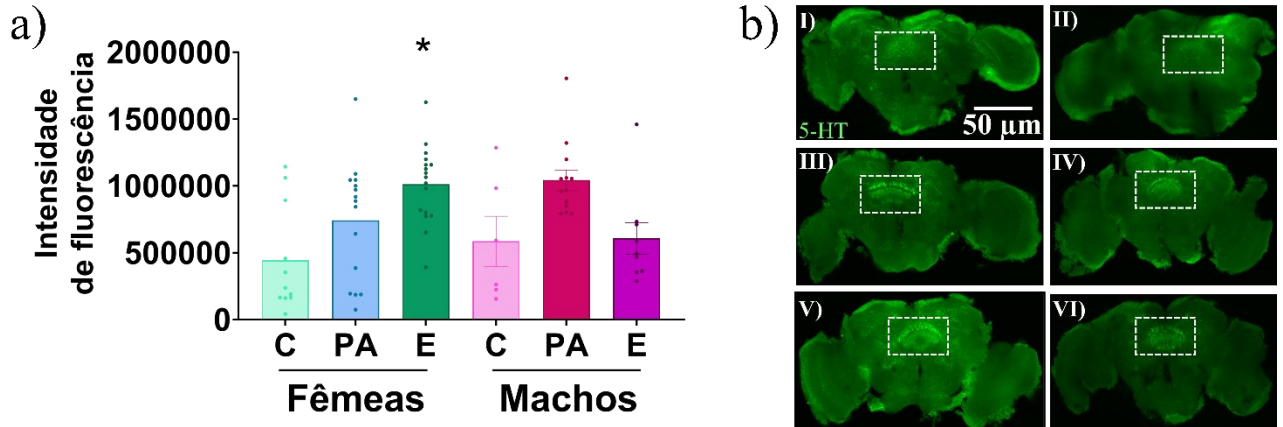 a)
Intensidade
de fluorescência
2000000
*
1500000
1000000
500000
0
C PA E C PA E
Fêmeas Machos
b)
I) II)
5-HT 50 µm
III) IV)
V) VI)